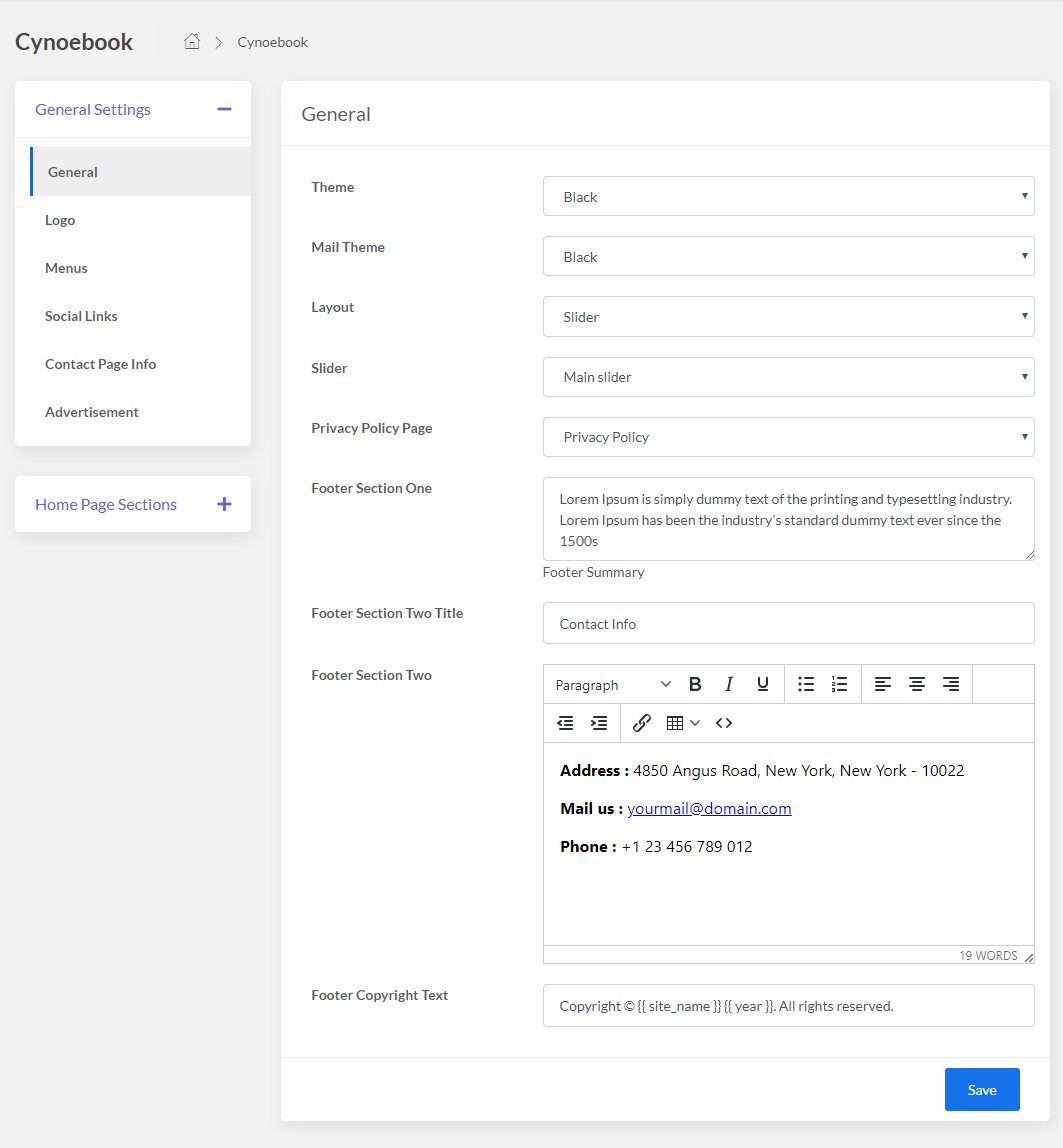 Cynoebook
Cynoebook
General Settings
General
Logo
Menus
Social Links
Contact Page Info
Advertisement
Home Page Sections
General
Theme
Black
Mail Theme
Black
Layout
Slider
Slider
Main slider
Privacy Policy Page
Privacy Policy
Footer Section One
Lorem Ipsum is simply dummy text of the printing and typesetting industry.
Lorem Ipsum has been the industry's standard dummy text ever since the
1500s
Footer Summary
Footer Section Two Title
Contact Info
Footer Section Two
Paragraph
B I U
Address : 4850 Angus Road, New York, New York - 10022
Mail us : yourmail@domain.com
Phone : +1 23 456 789 012
19 WORDS
Footer Copyright Text
Copyright © {{ site_name }} {{ year }}. All rights reserved.
Save